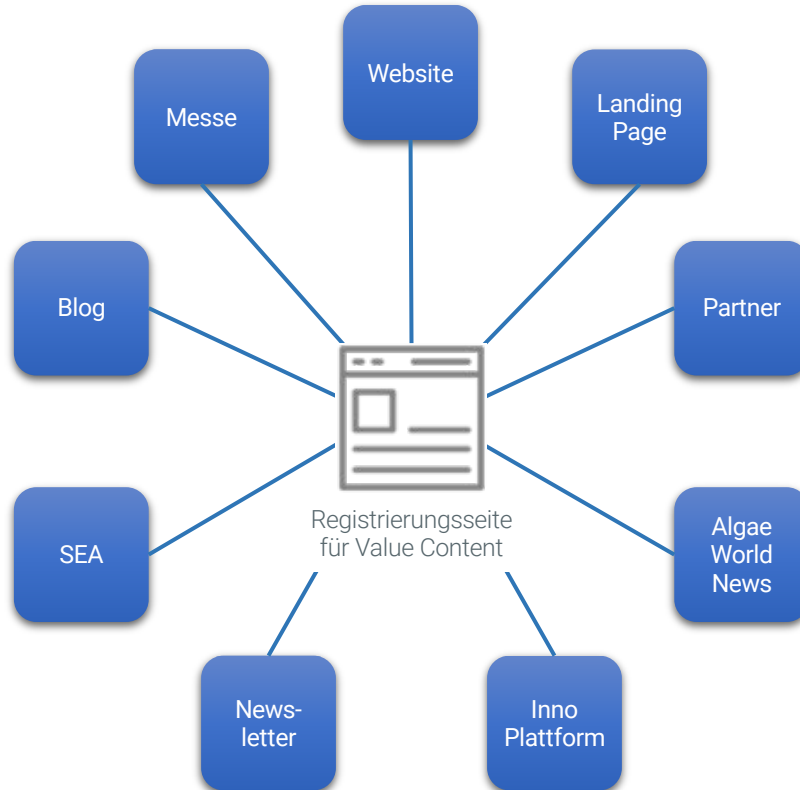 Website
Messe
Landing
Page
Blog
Partner
Registrierungsseite
für Value Content
SEA
Algae
World
News
News-
letter
Inno
Plattform